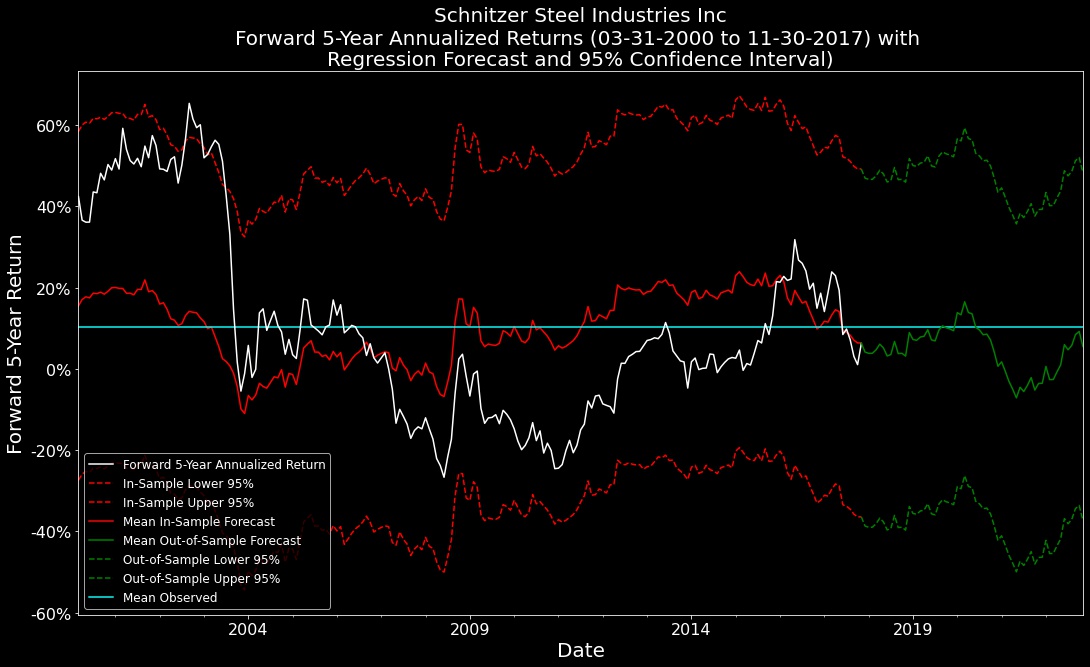 Schnitzer Steel Industries Inc
Forward 5-Year Annualized Returns (03-31-2000 to 11-30-2017) with
Regression Forecast and 95% Confidence Interval)
Forward 5-Year Return
60%
40%
20%
0%
-20%
-40%
-60%
Forward 5-Year Annualized Return
In-Sample Lower 95%
In-Sample Upper 95%
Mean In-Sample Forecast
Mean Out-of-Sample Forecast
Out-of-Sample Lower 95%
Out-of-Sample Upper 95%
Mean Observed
2004
2009
2014
2019
Date